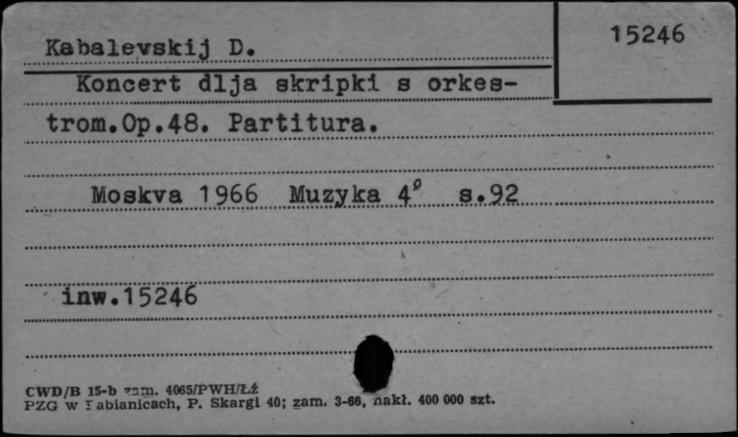 15246
Kabalevskij D.
Koncert dlja skripki s orkes-
trom.Op.48. Partitura.
Moskva 1966 Muzyka 4° s.92
inw.15246
CWD/B 15-b zam. 4065/PWH/Łź
PZG w Pabianicach, P. Skargi 40; zam. 3-66, nakł. 400 000 szt.